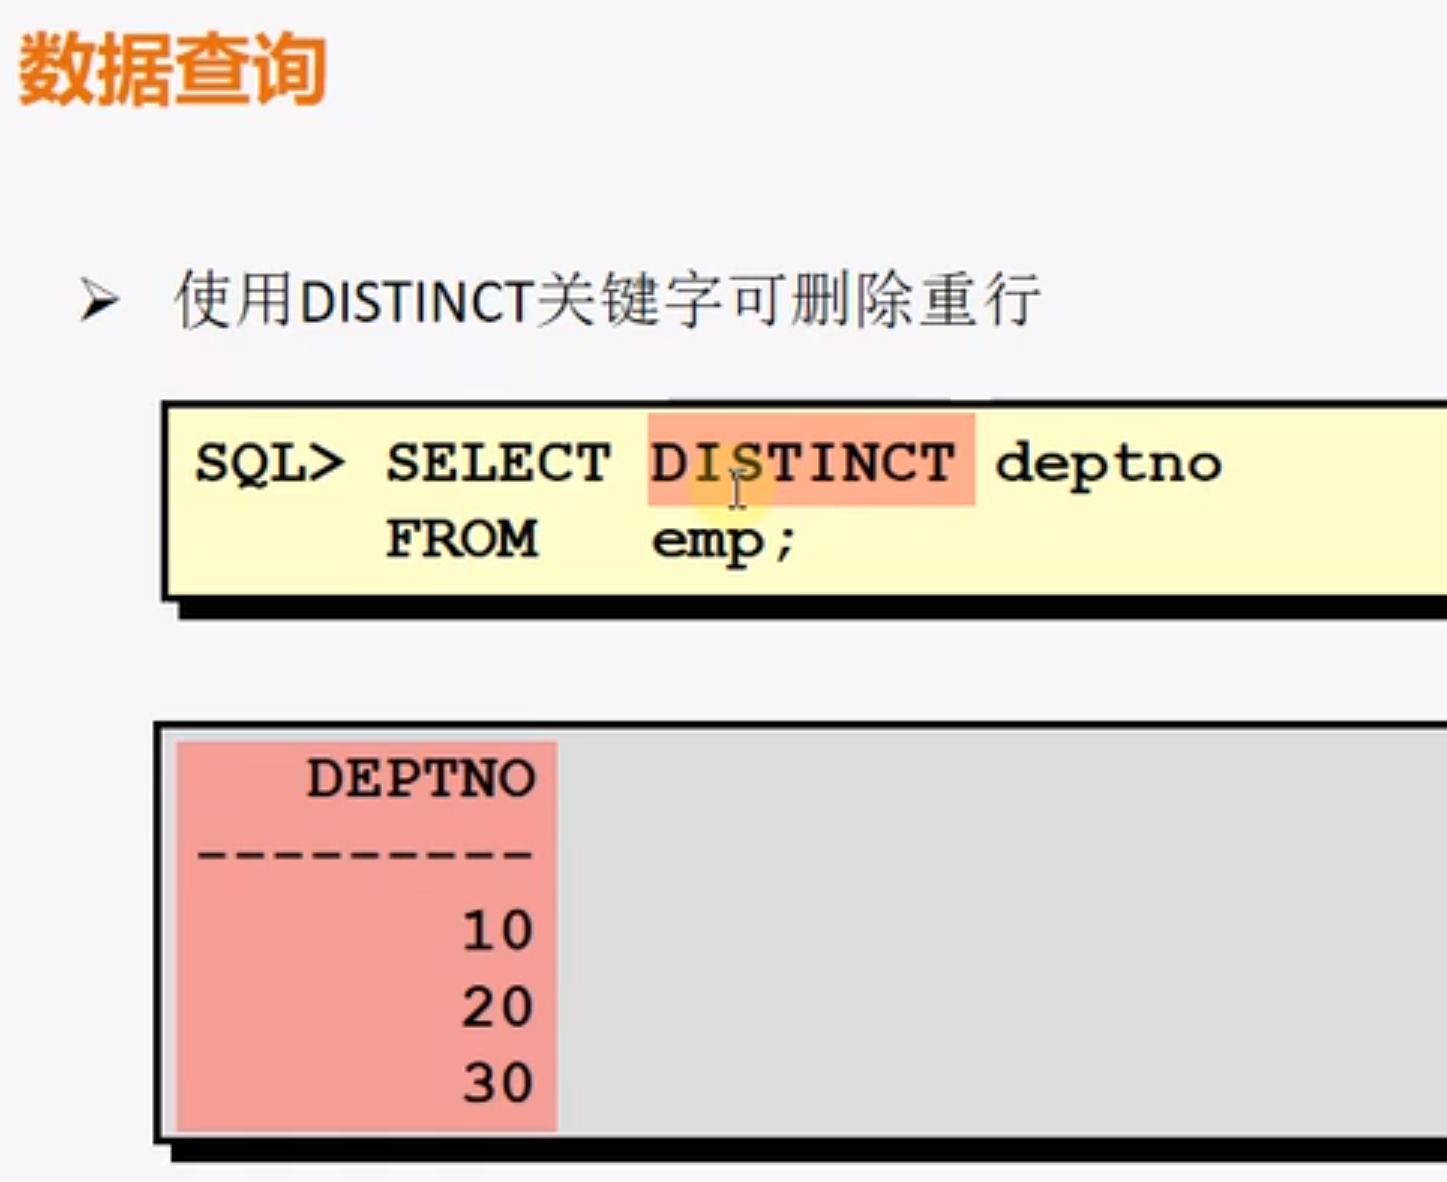 数据查询
使用DISTINCT关键字可删除重行
SQL> SELECT DISTINCT deptno
FROM emp;
DEPTNO
---------
10
20
30